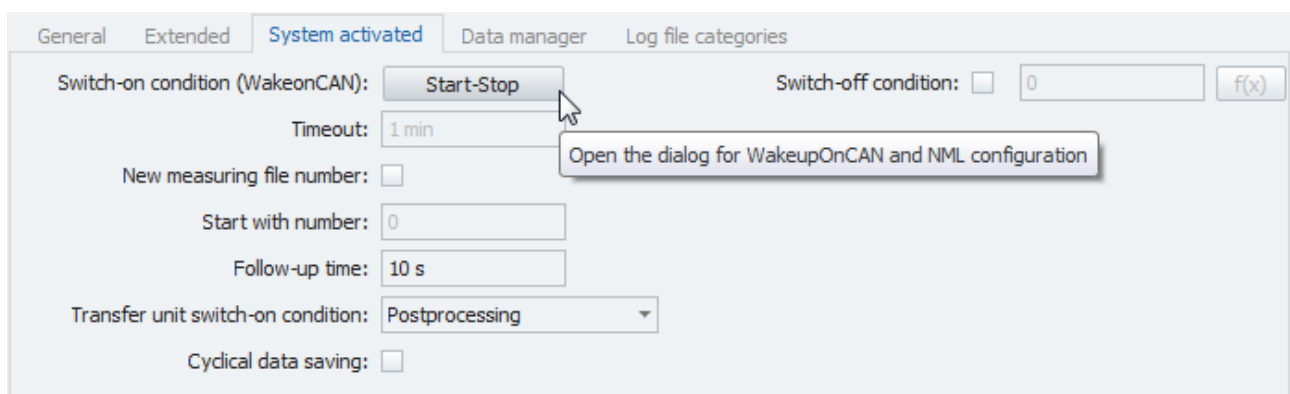 General Extended System activated Data manager Log file categories
Switch-on condition (WakeonCAN): Start-Stop Switch-off condition: 0 f(x)
Timeout: 1 min
Open the dialog for WakeupOnCAN and NML configuration
New measuring file number:
Start with number: 0
Follow-up time: 10 s
Transfer unit switch-on condition: Postprocessing
Cyclical data saving: